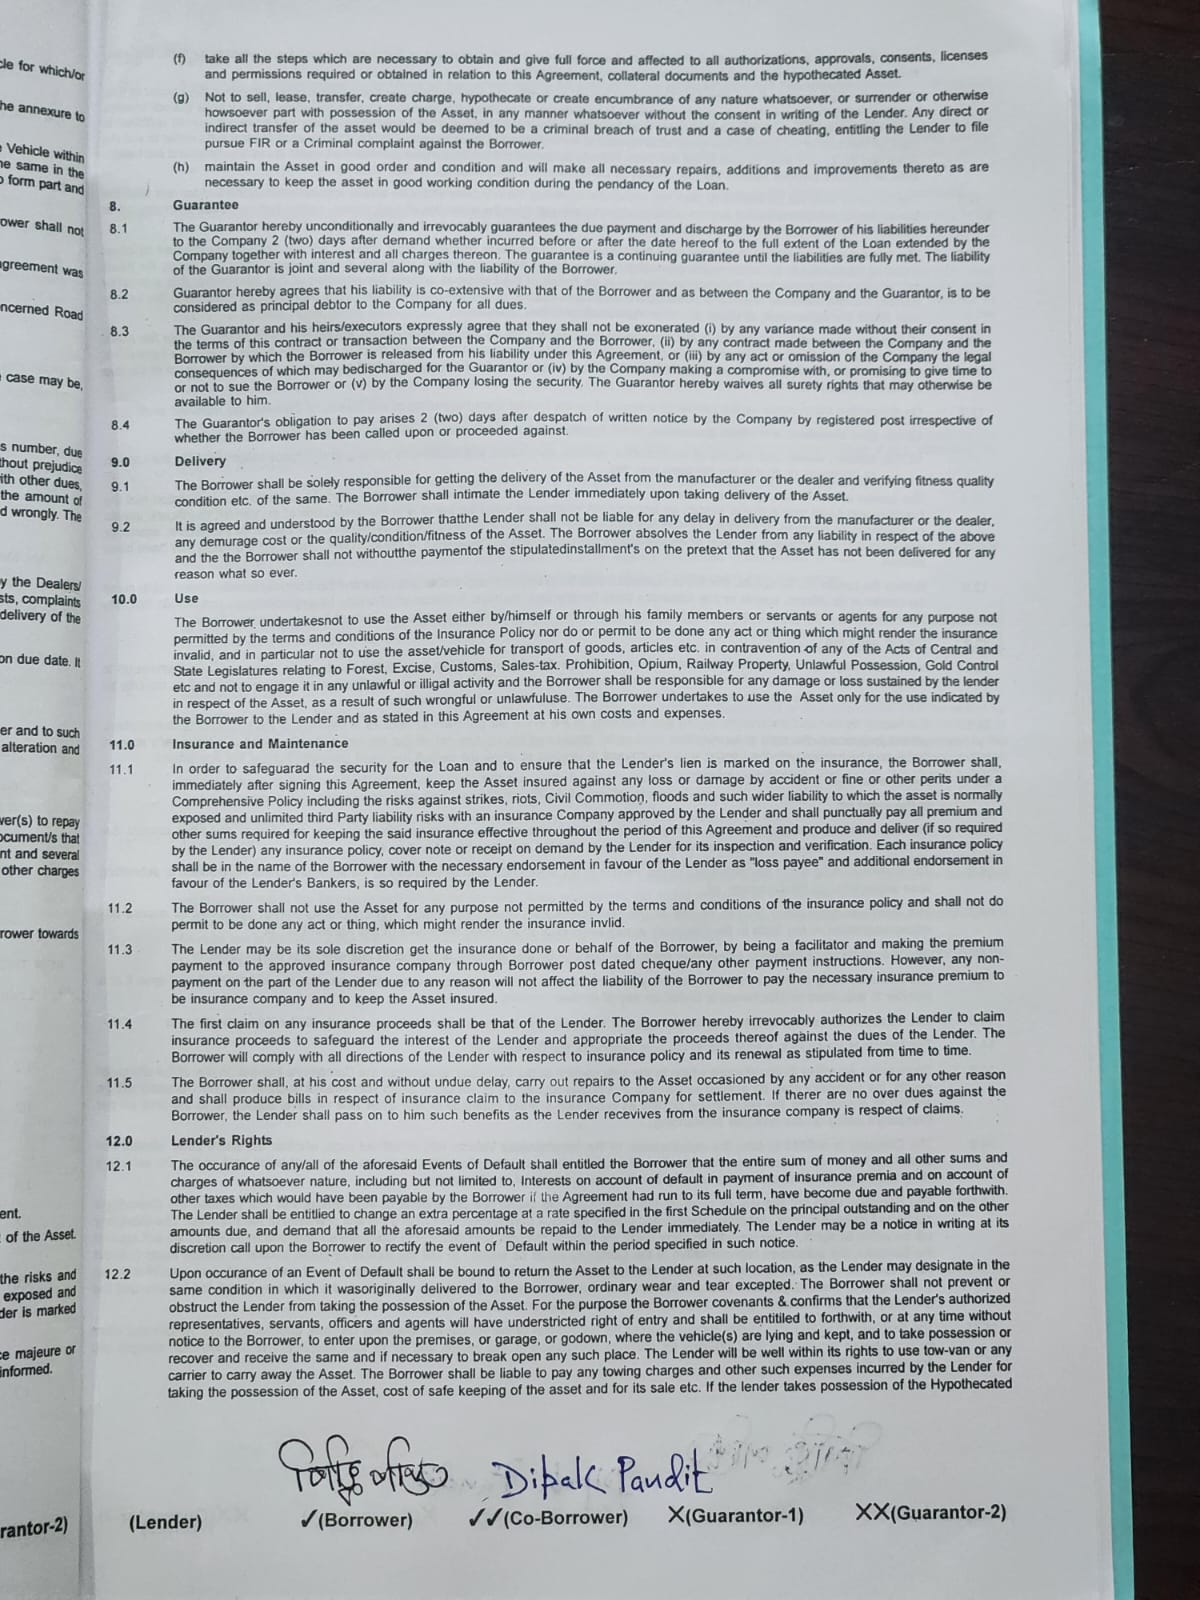 cle for which/or
he annexure to
Vehicle within
he same in the
o form part and
ower shall not
agreement was
ncerned Road
case may be,
s number, due
thout prejudice
ith other dues,
the amount of
d wrongly. The
y the Dealers/
sts, complaints
delivery of the
on due date. It
er and to such
alteration and
ver(s) to repay
ocument/s that
nt and several
other charges
rower towards
ent.
of the Asset.
the risks and
exposed and
der is marked
ce majeure or
informed.
rantor-2)
(f) take all the steps which are necessary to obtain and give full force and affected to all authorizations, approvals, consents, licenses
and permissions required or obtained in relation to this Agreement, collateral documents and the hypothecated Asset.
(g) Not to sell, lease, transfer, create charge, hypothecate or create encumbrance of any nature whatsoever, or surrender or otherwise
howsoever part with possession of the Asset, in any manner whatsoever without the consent in writing of the Lender. Any direct or
indirect transfer of the asset would be deemed to be a criminal breach of trust and a case of cheating, entitling the Lender to file
pursue FIR or a Criminal complaint against the Borrower.
(h) maintain the Asset in good order and condition and will make all necessary repairs, additions and improvements thereto as are
necessary to keep the asset in good working condition during the pendancy of the Loan.
8. Guarantee
8.1 The Guarantor hereby unconditionally and irrevocably guarantees the due payment and discharge by the Borrower of his liabilities hereunder
to the Company 2 (two) days after demand whether incurred before or after the date hereof to the full extent of the Loan extended by the
Company together with interest and all charges thereon. The guarantee is a continuing guarantee until the liabilities are fully met. The liability
of the Guarantor is joint and several along with the liability of the Borrower.
8.2 Guarantor hereby agrees that his liability is co-extensive with that of the Borrower and as between the Company and the Guarantor, is to be
considered as principal debtor to the Company for all dues.
8.3 The Guarantor and his heirs/executors expressly agree that they shall not be exonerated (i) by any variance made without their consent in
the terms of this contract or transaction between the Company and the Borrower, (ii) by any contract made between the Company and the
Borrower by which the Borrower is released from his liability under this Agreement, or (iii) by any act or omission of the Company the legal
consequences of which may bedischarged for the Guarantor or (iv) by the Company making a compromise with, or promising to give time to
or not to sue the Borrower or (v) by the Company losing the security. The Guarantor hereby waives all surety rights that may otherwise be
available to him.
8.4 The Guarantor's obligation to pay arises 2 (two) days after despatch of written notice by the Company by registered post irrespective of
whether the Borrower has been called upon or proceeded against.
9.0 Delivery
9.1 The Borrower shall be solely responsible for getting the delivery of the Asset from the manufacturer or the dealer and verifying fitness quality
condition etc. of the same. The Borrower shall intimate the Lender immediately upon taking delivery of the Asset.
9.2 It is agreed and understood by the Borrower thatthe Lender shall not be liable for any delay in delivery from the manufacturer or the dealer,
any demurage cost or the quality/condition/fitness of the Asset. The Borrower absolves the Lender from any liability in respect of the above
and the the Borrower shall not withoutthe paymentof the stipulatedinstallment's on the pretext that the Asset has not been delivered for any
reason what so ever.
10.0 Use
The Borrower undertakesnot to use the Asset either by/himself or through his family members or servants or agents for any purpose not
permitted by the terms and conditions of the Insurance Policy nor do or permit to be done any act or thing which might render the insurance
invalid, and in particular not to use the asset/vehicle for transport of goods, articles etc. in contravention of any of the Acts of Central and
State Legislatures relating to Forest, Excise, Customs, Sales-tax. Prohibition, Opium, Railway Property, Unlawful Possession, Gold Control
etc and not to engage it in any unlawful or illigal activity and the Borrower shall be responsible for any damage or loss sustained by the lender
in respect of the Asset, as a result of such wrongful or unlawfuluse. The Borrower undertakes to use the Asset only for the use indicated by
the Borrower to the Lender and as stated in this Agreement at his own costs and expenses.
11.0 Insurance and Maintenance
11.1 In order to safeguarad the security for the Loan and to ensure that the Lender's lien is marked on the insurance, the Borrower shall,
immediately after signing this Agreement, keep the Asset insured against any loss or damage by accident or fine or other perits under a
Comprehensive Policy including the risks against strikes, riots, Civil Commotion, floods and such wider liability to which the asset is normally
exposed and unlimited third Party liability risks with an insurance Company approved by the Lender and shall punctually pay all premium and
other sums required for keeping the said insurance effective throughout the period of this Agreement and produce and deliver (if so required
by the Lender) any insurance policy, cover note or receipt on demand by the Lender for its inspection and verification. Each insurance policy
shall be in the name of the Borrower with the necessary endorsement in favour of the Lender as "loss payee" and additional endorsement in
favour of the Lender's Bankers, is so required by the Lender.
11.2 The Borrower shall not use the Asset for any purpose not permitted by the terms and conditions of the insurance policy and shall not do
permit to be done any act or thing, which might render the insurance invlid.
11.3 The Lender may be its sole discretion get the insurance done or behalf of the Borrower, by being a facilitator and making the premium
payment to the approved insurance company through Borrower post dated cheque/any other payment instructions. However, any non-
payment on the part of the Lender due to any reason will not affect the liability of the Borrower to pay the necessary insurance premium to
be insurance company and to keep the Asset insured.
11.4 The first claim on any insurance proceeds shall be that of the Lender. The Borrower hereby irrevocably authorizes the Lender to claim
insurance proceeds to safeguard the interest of the Lender and appropriate the proceeds thereof against the dues of the Lender. The
Borrower will comply with all directions of the Lender with respect to insurance policy and its renewal as stipulated from time to time.
11.5 The Borrower shall, at his cost and without undue delay, carry out repairs to the Asset occasioned by any accident or for any other reason
and shall produce bills in respect of insurance claim to the insurance Company for settlement. If therer are no over dues against the
Borrower, the Lender shall pass on to him such benefits as the Lender recevives from the insurance company is respect of claims.
12.0 Lender's Rights
12.1 The occurance of any/all of the aforesaid Events of Default shall entitled the Borrower that the entire sum of money and all other sums and
charges of whatsoever nature, including but not limited to, Interests on account of default in payment of insurance premia and on account of
other taxes which would have been payable by the Borrower if the Agreement had run to its full term, have become due and payable forthwith.
The Lender shall be entitlied to change an extra percentage at a rate specified in the first Schedule on the principal outstanding and on the other
amounts due, and demand that all the aforesaid amounts be repaid to the Lender immediately. The Lender may be a notice in writing at its
discretion call upon the Borrower to rectify the event of Default within the period specified in such notice.
12.2 Upon occurance of an Event of Default shall be bound to return the Asset to the Lender at such location, as the Lender may designate in the
same condition in which it wasoriginally delivered to the Borrower, ordinary wear and tear excepted. The Borrower shall not prevent or
obstruct the Lender from taking the possession of the Asset. For the purpose the Borrower covenants & confirms that the Lender's authorized
representatives, servants, officers and agents will have understricted right of entry and shall be entitiled to forthwith, or at any time without
notice to the Borrower, to enter upon the premises, or garage, or godown, where the vehicle(s) are lying and kept, and to take possession or
recover and receive the same and if necessary to break open any such place. The Lender will be well within its rights to use tow-van or any
carrier to carry away the Asset. The Borrower shall be liable to pay any towing charges and other such expenses incurred by the Lender for
taking the possession of the Asset, cost of safe keeping of the asset and for its sale etc. If the lender takes possession of the Hypothecated
Dipak Pandit
(Lender) ✓(Borrower) ✓✓(Co-Borrower) X(Guarantor-1) XX(Guarantor-2)